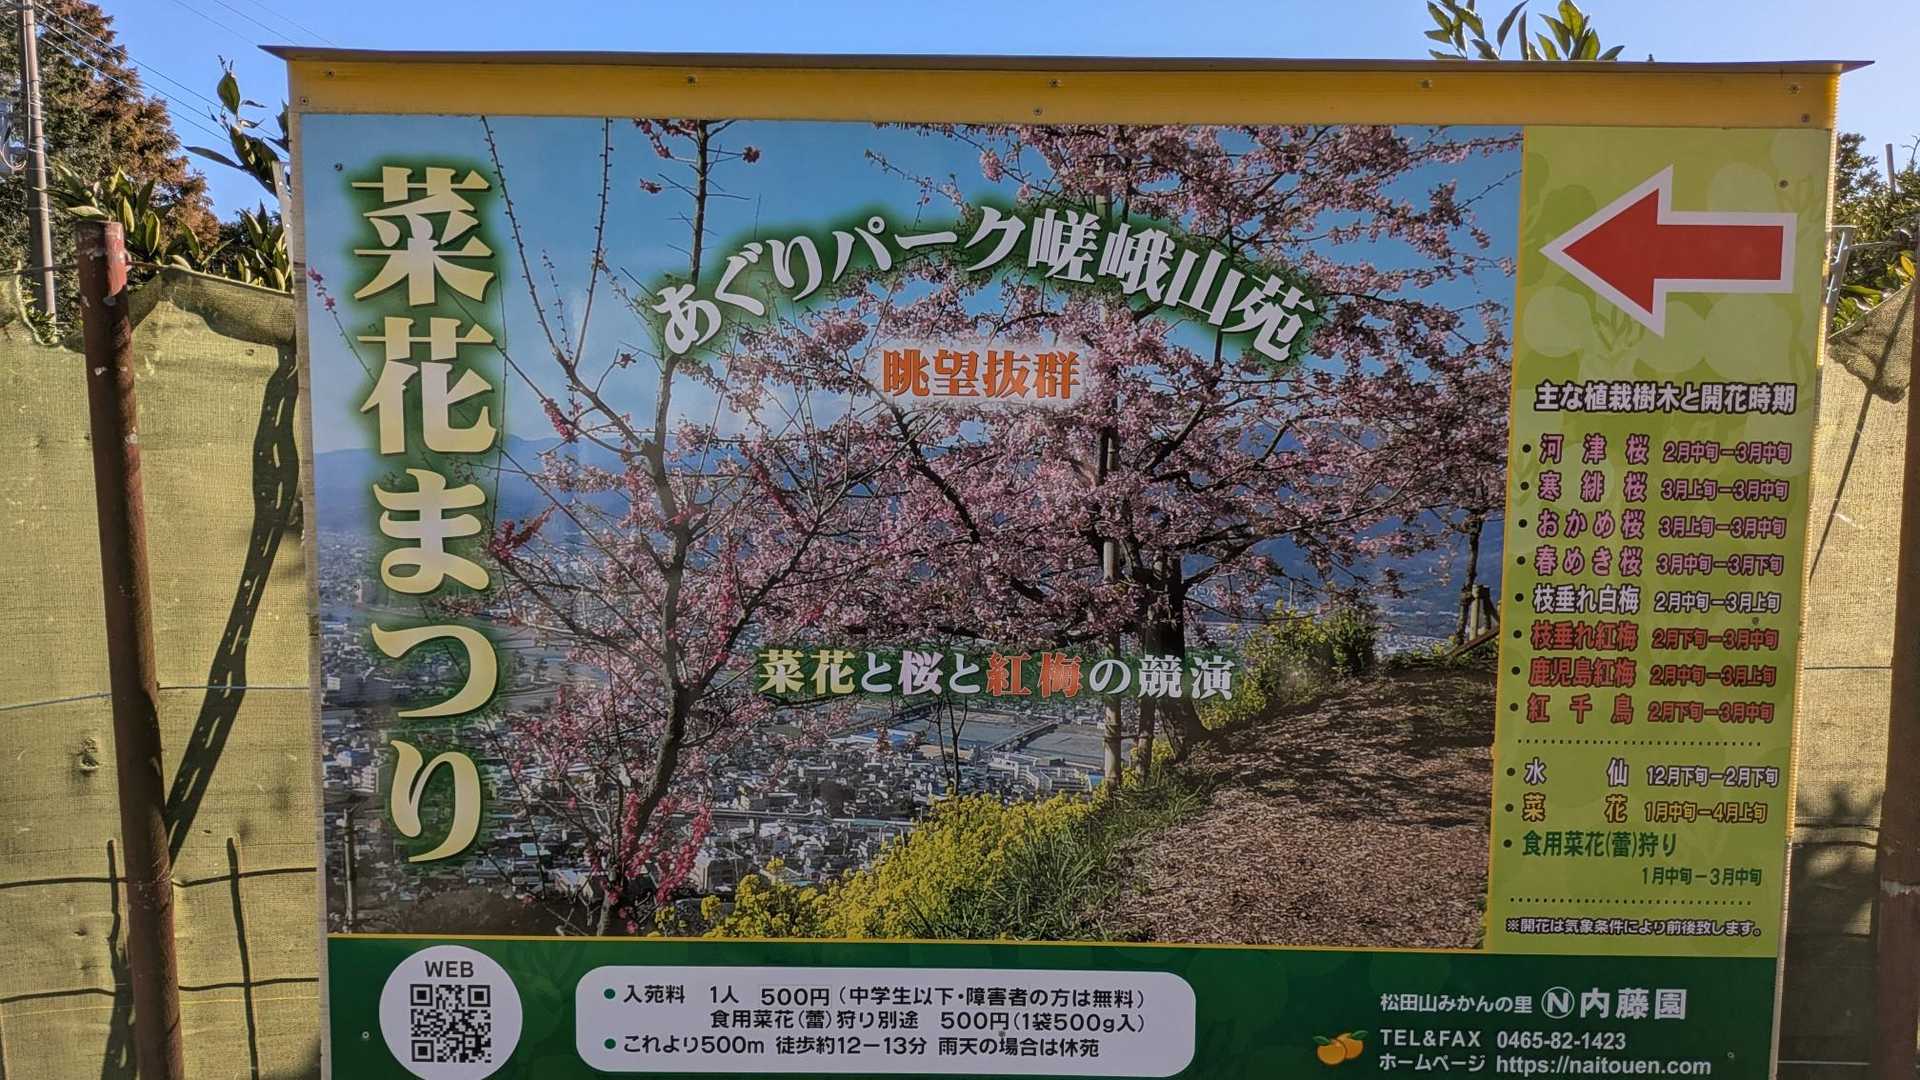 菜花まつり
あぐりパーク嵯峨山苑
眺望抜群
菜花と桜と紅梅の競演
主な植栽樹木と開花時期
・河津桜 2月中旬ー3月中旬
・寒緋桜 3月上旬ー3月中旬
・おかめ桜 3月上旬ー3月中旬
・春めき桜 3月中旬ー3月下旬
・枝垂れ白梅 2月中旬ー3月上旬
・枝垂れ紅梅 2月下旬ー3月中旬
・鹿児島紅梅 2月中旬ー3月上旬
・紅千鳥 2月下旬ー3月中旬
・水仙 12月下旬ー2月下旬
・菜花 1月中旬ー4月上旬
・食用菜花(蕾)狩り
1月中旬ー3月中旬
※開花は気象条件により前後致します。
WEB
●入苑料 1人 500円(中学生以下・障害者の方は無料)
食用菜花(蕾)狩り別途 500円(1袋500g入)
●これより500m 徒歩約12ー13分 雨天の場合は休苑
松田山みかんの里 Ⓝ内藤園
TEL&FAX 0465-82-1423
ホームページ https://naitouen.com